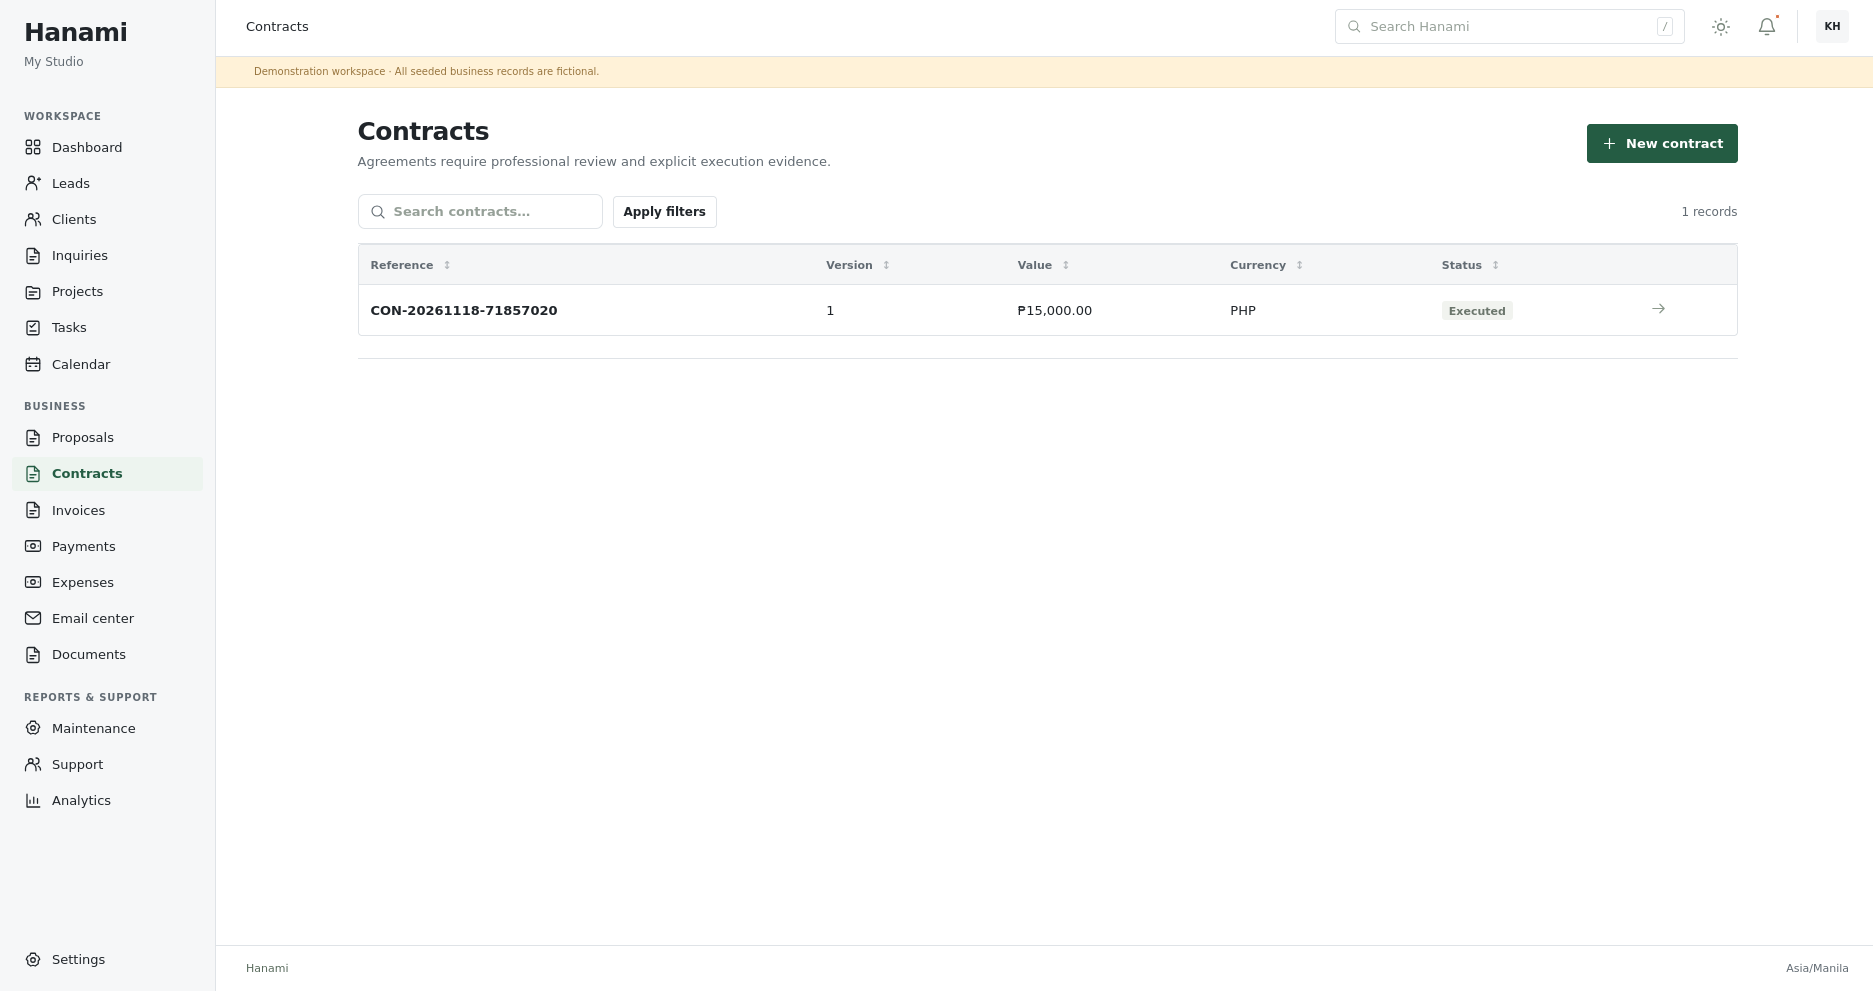 Hanami
My Studio
WORKSPACE
Dashboard
Leads
Clients
Inquiries
Projects
Tasks
Calendar
BUSINESS
Proposals
Contracts
Invoices
Payments
Expenses
Email center
Documents
REPORTS & SUPPORT
Maintenance
Support
Analytics
Settings
Contracts
Search Hanami /
KH
Demonstration workspace · All seeded business records are fictional.
Contracts
Agreements require professional review and explicit execution evidence.
New contract
Search contracts…
Apply filters
1 records
Reference ↕ Version ↕ Value ↕ Currency ↕ Status ↕
CON-20261118-71857020 1 ₱15,000.00 PHP Executed →
Hanami
Asia/Manila